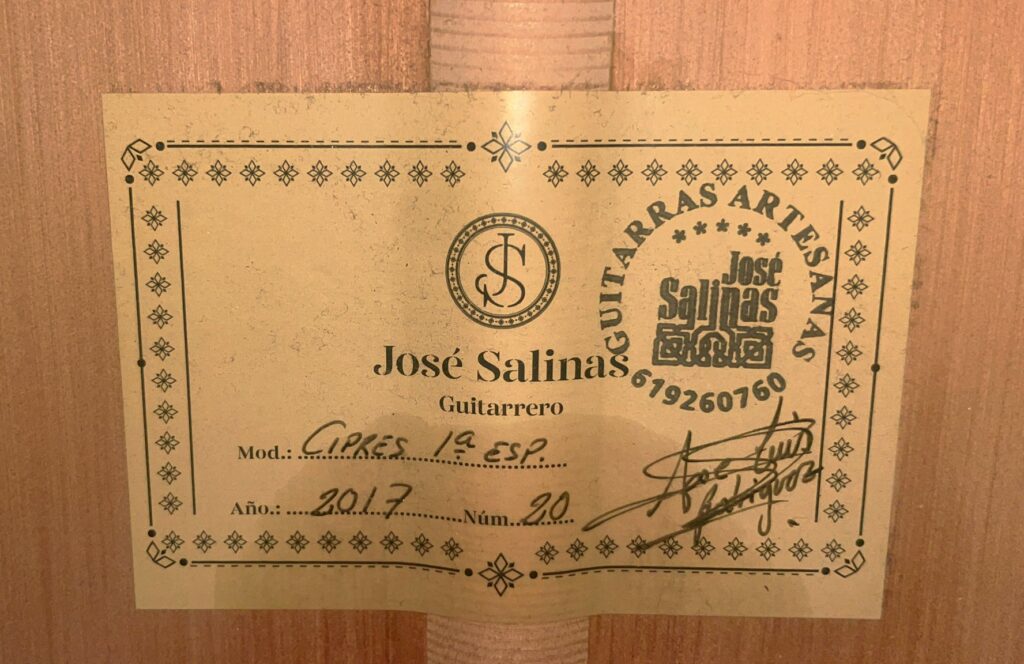 JS
José Salinas
Guitarrero
Mod.: CIPRES 1ª ESP.
Año.: 2017 Núm. 20
GUITARRAS ARTESANAS
José
Salinas
619260760